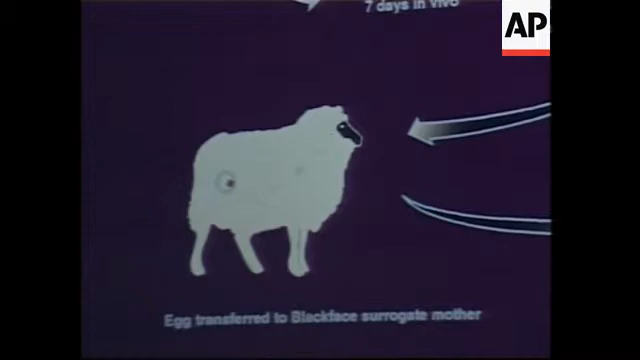 7 days in vivo
AP
Egg transferred to Blackface surrogate mother